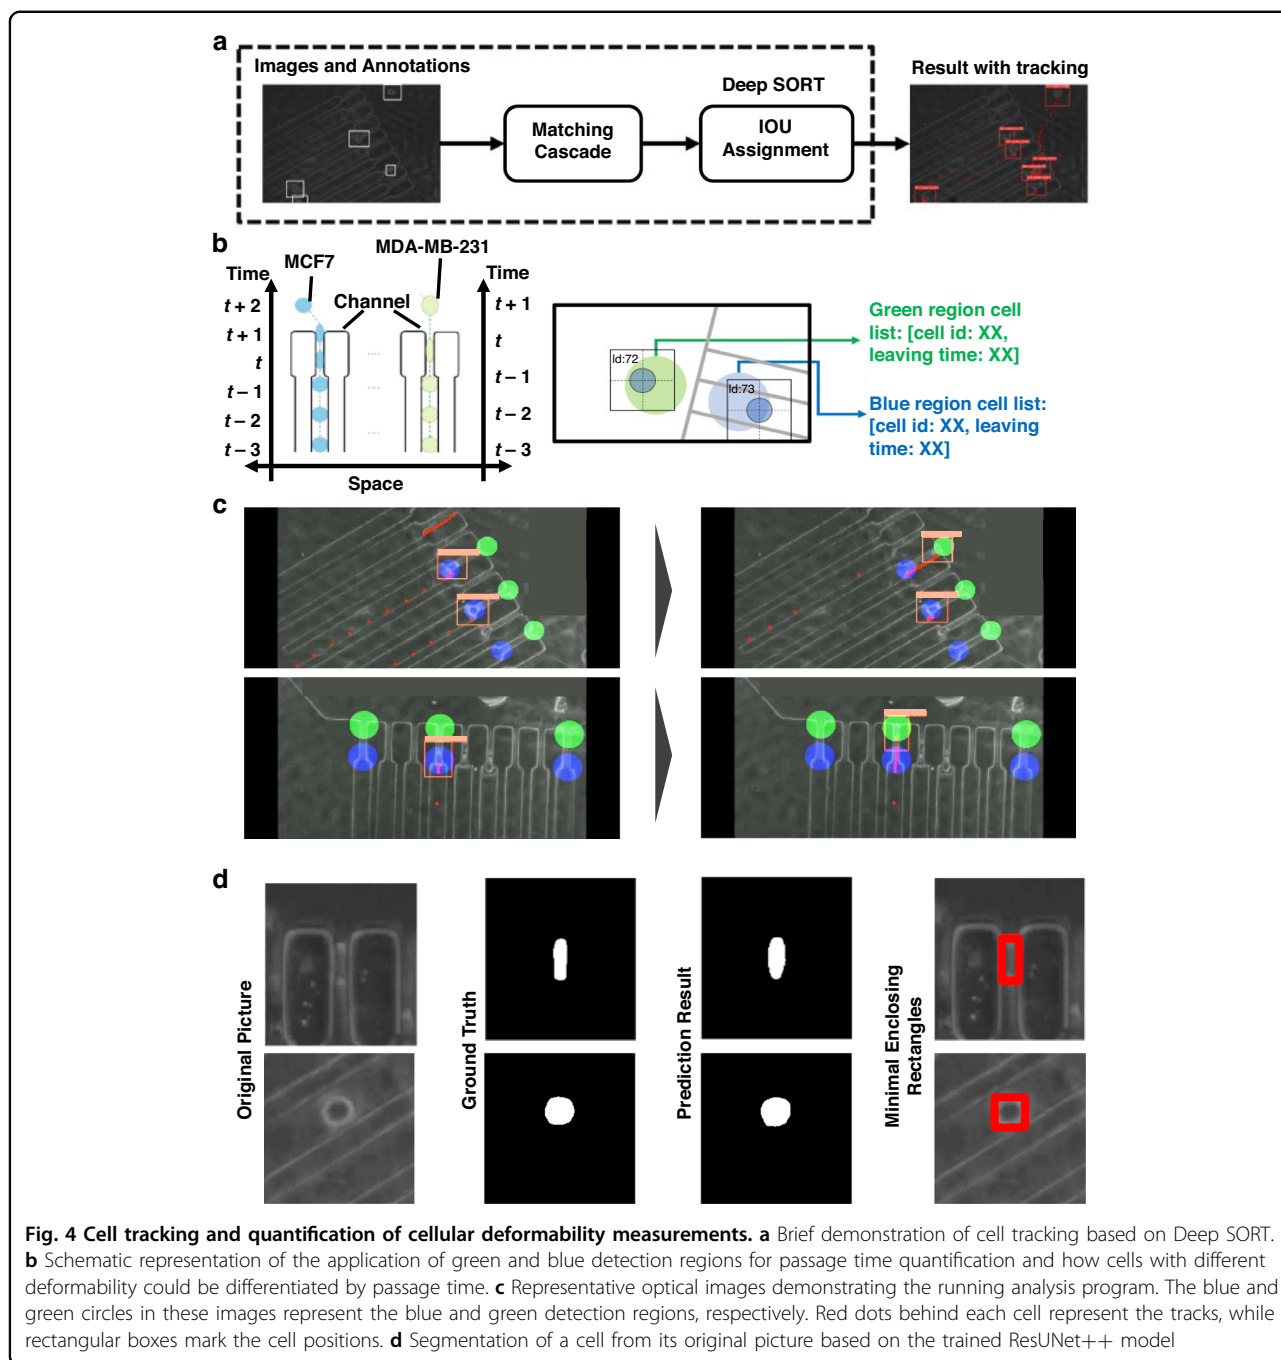 a
Images and Annotations
Deep SORT
Result with tracking
Matching
Cascade
IOU
Assignment
b
MDA-MB-231
MCF7
Time
Time
Channel
t + 2
t + 1
t
t − 1
t − 2
t − 3
t + 1
t
t − 1
t − 2
t − 3
Space
Id:72
Id:73
Green region cell
list: [cell id: XX,
leaving time: XX]
Blue region cell list:
[cell id: XX, leaving
time: XX]
c
d
Original Picture
Ground Truth
Prediction Result
Minimal Enclosing
Rectangles
Fig. 4 Cell tracking and quantification of cellular deformability measurements. a Brief demonstration of cell tracking based on Deep SORT.
b Schematic representation of the application of green and blue detection regions for passage time quantification and how cells with different
deformability could be differentiated by passage time. c Representative optical images demonstrating the running analysis program. The blue and
green circles in these images represent the blue and green detection regions, respectively. Red dots behind each cell represent the tracks, while
rectangular boxes mark the cell positions. d Segmentation of a cell from its original picture based on the trained ResUNet++ model